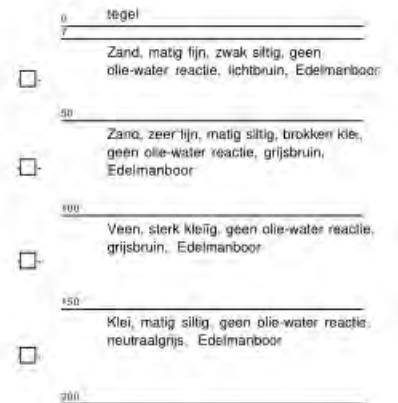 0 tegel
7
Zand, matig fijn, zwak siltig, geen
olie-water reactie, lichtbruin, Edelmanboor
50
Zand, zeer fijn, matig siltig, brokken klei,
geen olie-water reactie, grijsbruin,
Edelmanboor
100
Veen, sterk kleiïg, geen olie-water reactie,
grijsbruin, Edelmanboor
150
Klei, matig siltig, geen olie-water reactie,
neutraalgrijs, Edelmanboor
200